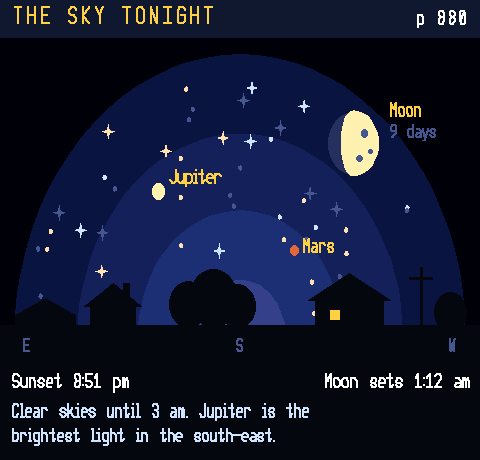 THE SKY TONIGHT
p 880
Moon
9 days
Jupiter
Mars
E S W
Sunset 8:51 pm
Moon sets 1:12 am
Clear skies until 3 am. Jupiter is the
brightest light in the south-east.